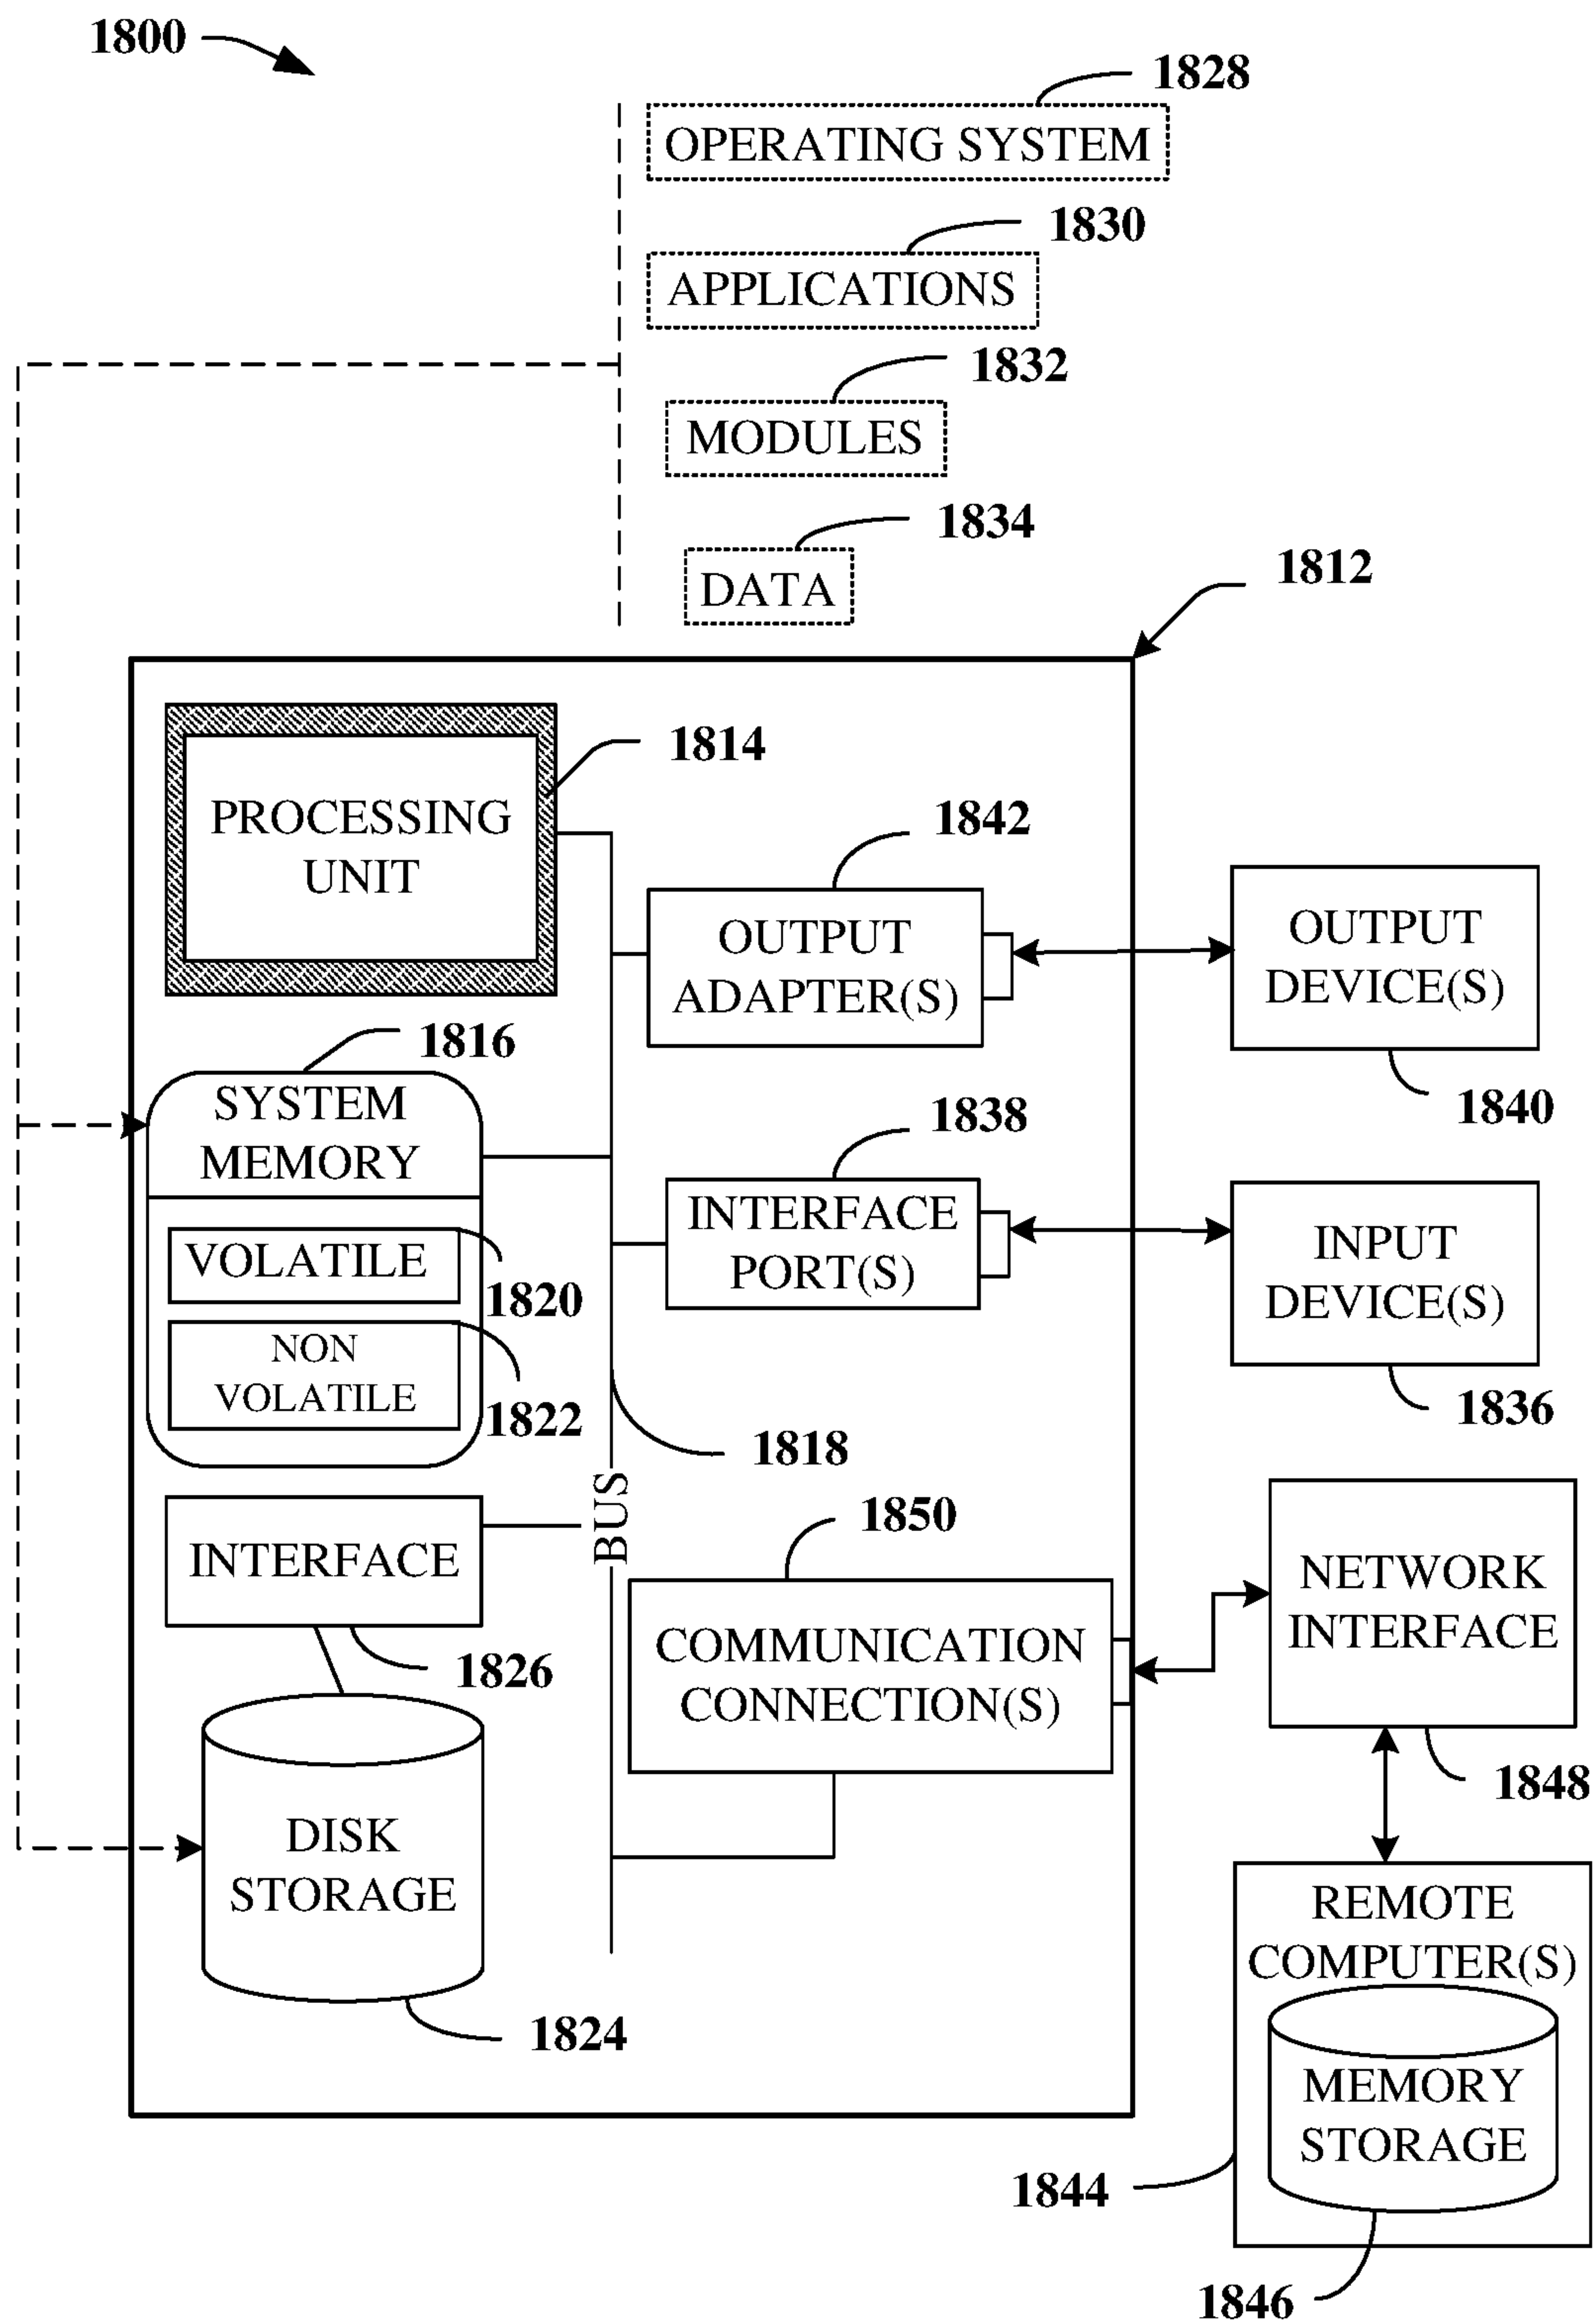 1800
1828
OPERATING SYSTEM
1830
APPLICATIONS
1832
MODULES
1834
DATA
1812
1814
PROCESSING
UNIT
1842
OUTPUT
ADAPTER(S)
OUTPUT
DEVICE(S)
1840
1816
SYSTEM
MEMORY
1838
INTERFACE
PORT(S)
INPUT
DEVICE(S)
1836
VOLATILE
1820
NON
VOLATILE
1822
1818
BUS
INTERFACE
1826
1850
COMMUNICATION
CONNECTION(S)
NETWORK
INTERFACE
1848
DISK
STORAGE
1824
REMOTE
COMPUTER(S)
MEMORY
STORAGE
1844
1846